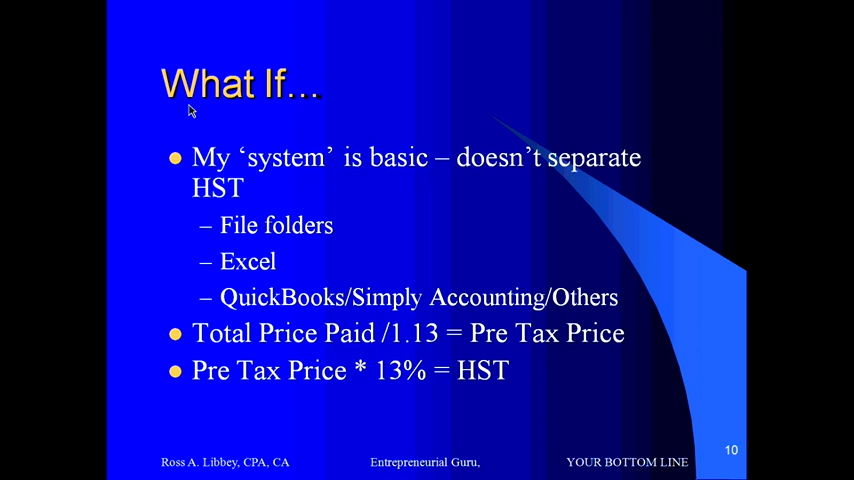 What If...
My ‘system’ is basic – doesn’t separate
HST
– File folders
– Excel
– QuickBooks/Simply Accounting/Others
Total Price Paid /1.13 = Pre Tax Price
Pre Tax Price * 13% = HST
10
Ross A. Libbey, CPA, CA Entrepreneurial Guru, YOUR BOTTOM LINE